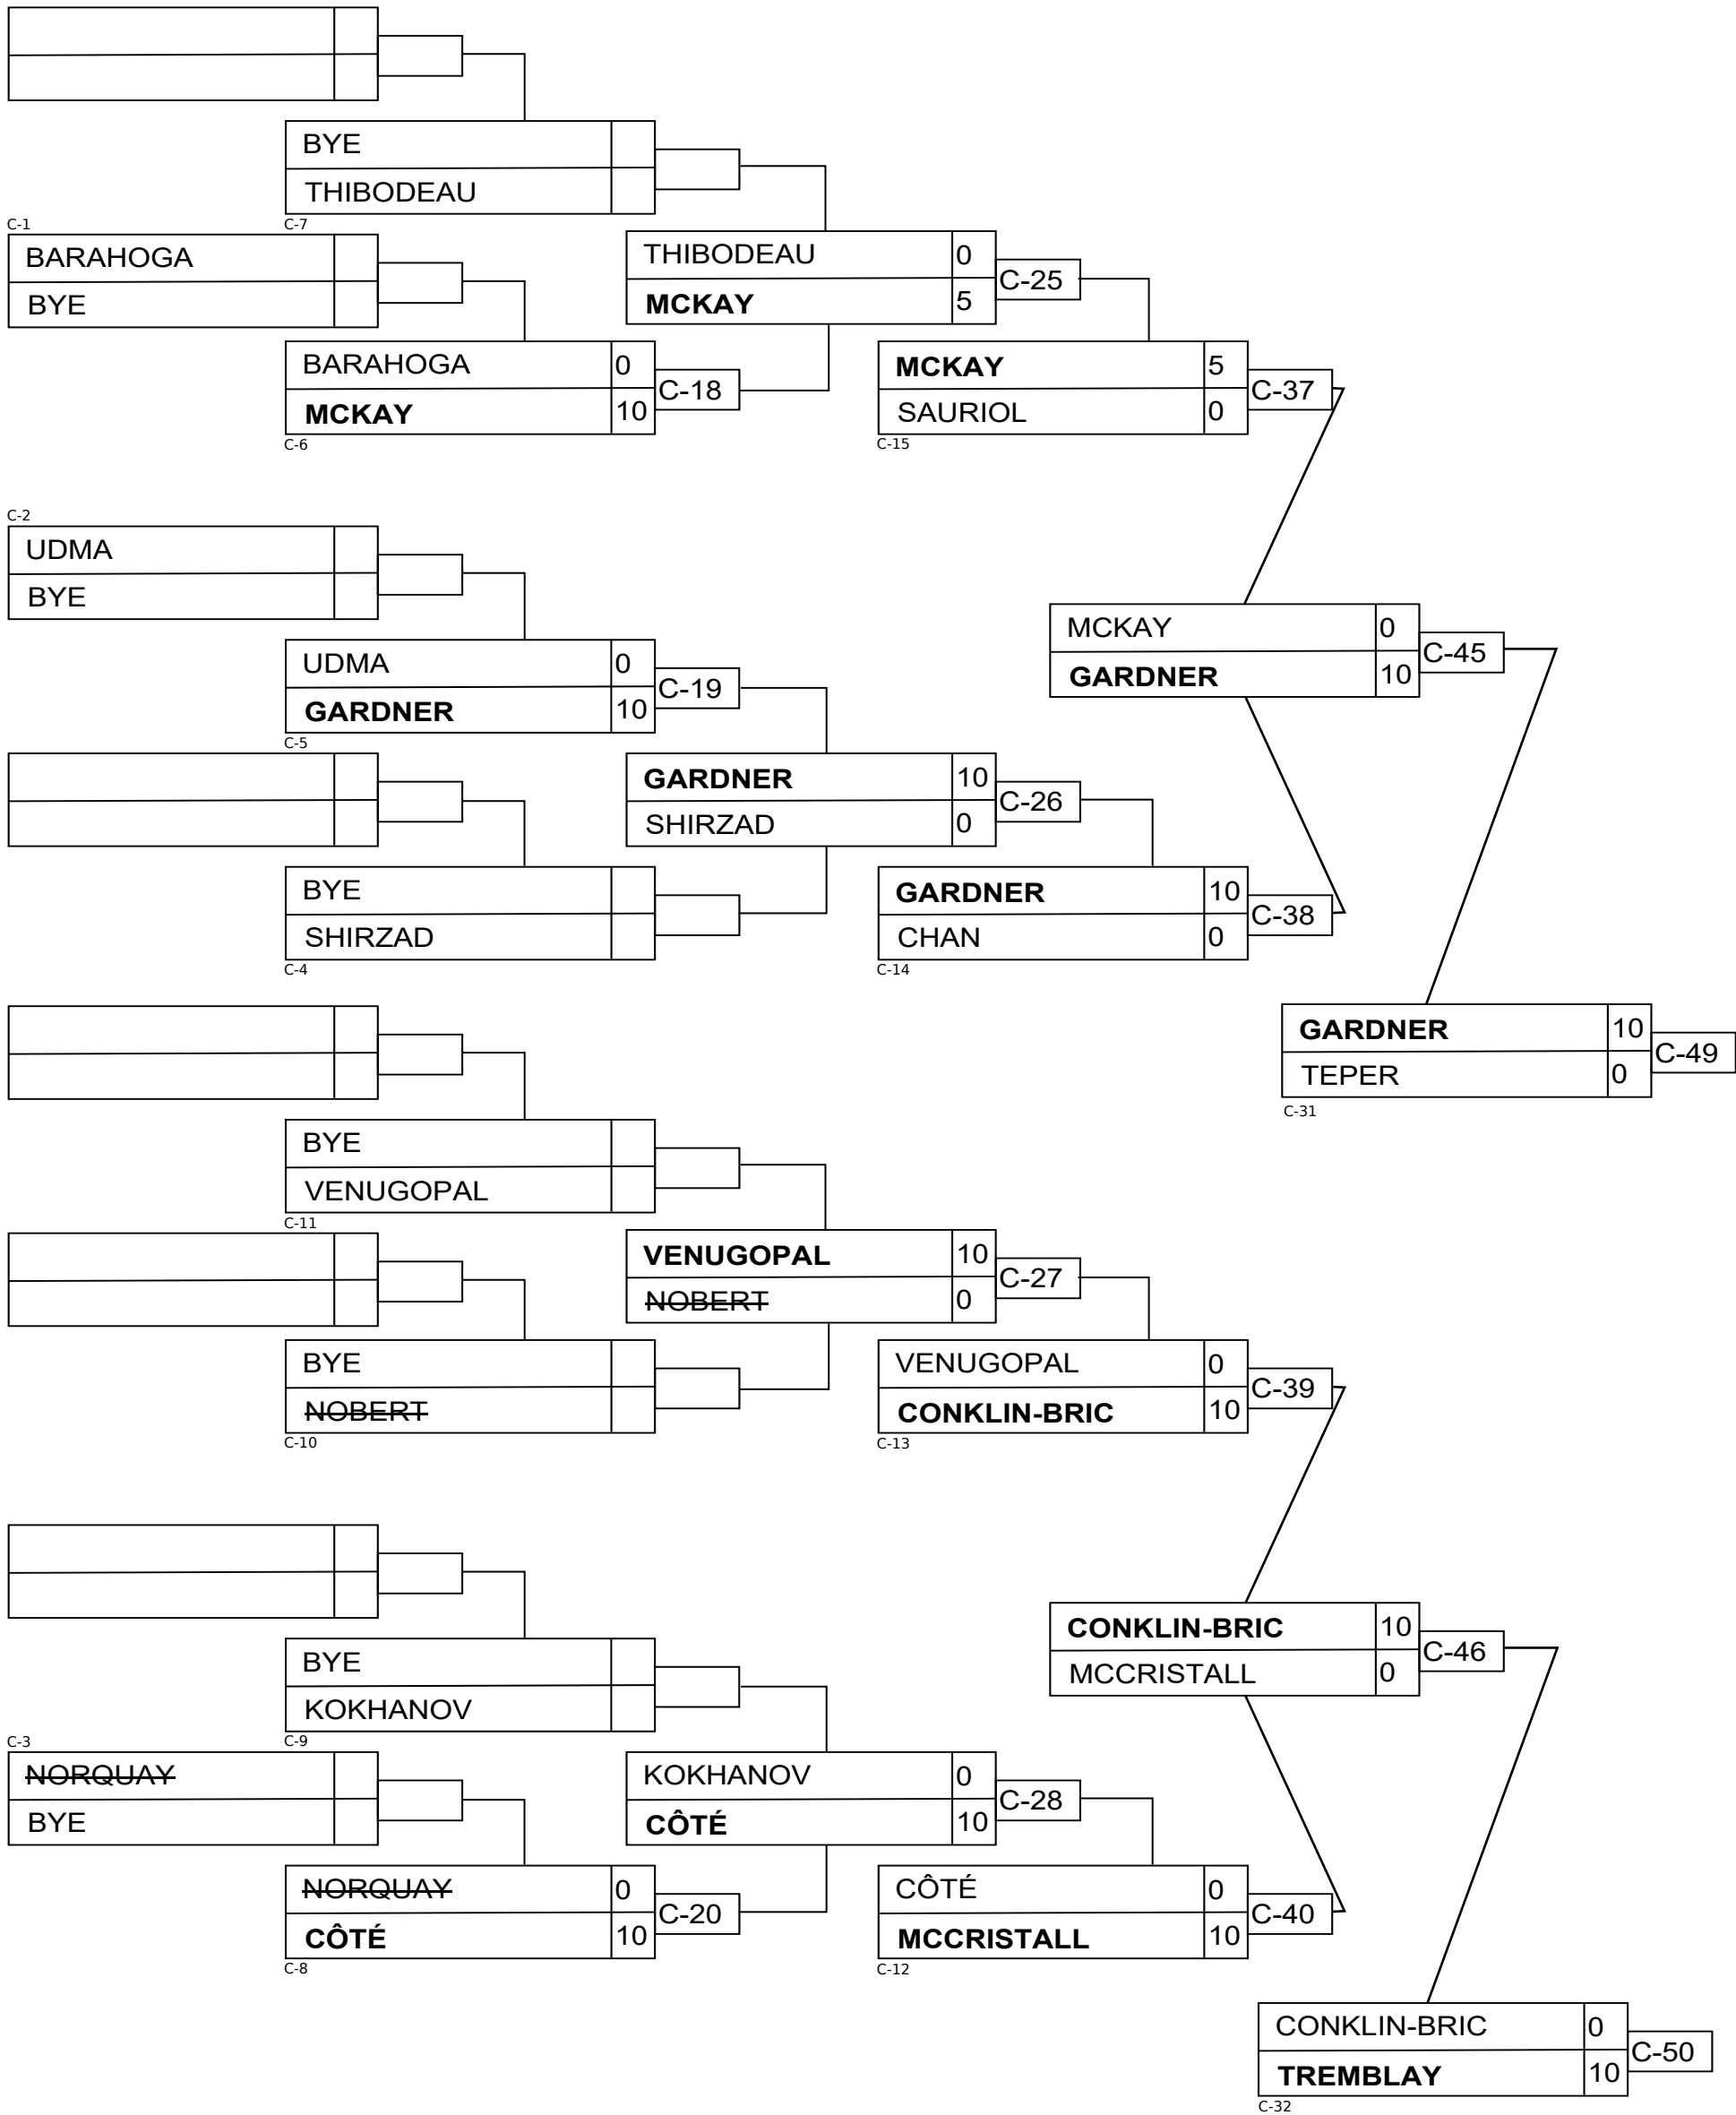 BYE
THIBODEAU
C-1
C-7
BARAHOGA
BYE
THIBODEAU 0
MCKAY 5
C-25
BARAHOGA 0
MCKAY 10
C-18
C-6
MCKAY 5
SAURIOL 0
C-37
C-15
C-2
UDMA
BYE
UDMA 0
GARDNER 10
C-19
C-5
MCKAY 0
GARDNER 10
C-45
GARDNER 10
SHIRZAD 0
C-26
BYE
SHIRZAD
C-4
GARDNER 10
CHAN 0
C-38
C-14
GARDNER 10
TEPER 0
C-49
C-31
BYE
VENUGOPAL
C-11
VENUGOPAL 10
NOBERT 0
C-27
BYE
NOBERT
C-10
VENUGOPAL 0
CONKLIN-BRIC 10
C-39
C-13
CONKLIN-BRIC 10
MCCRISTALL 0
C-46
BYE
KOKHANOV
C-3
C-9
NORQUAY
BYE
KOKHANOV 0
CÔTÉ 10
C-28
NORQUAY 0
CÔTÉ 10
C-20
C-8
CÔTÉ 0
MCCRISTALL 10
C-40
C-12
CONKLIN-BRIC 0
TREMBLAY 10
C-50
C-32